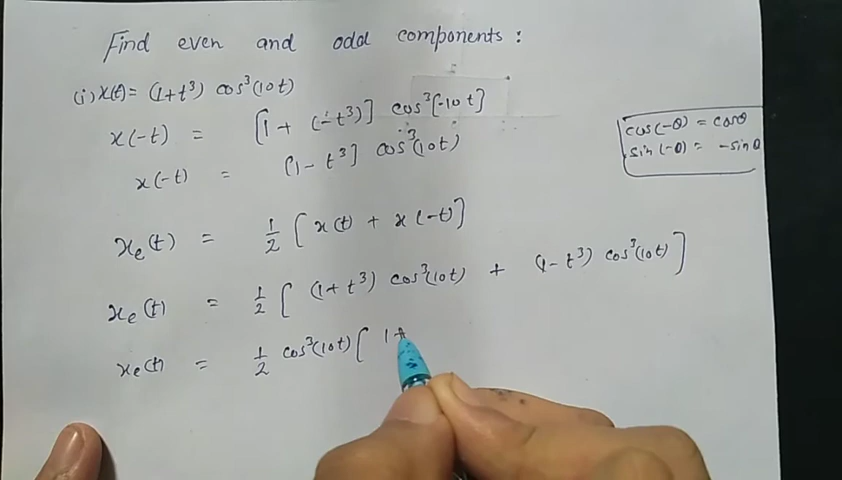 Find even and odd components :
(i) x(t) = (1+t³) cos³(10t)
x(-t) = [1 + (-t³)] cos³[-10t]
x(-t) = (1 - t³] cos³(10t)
cos(-θ) = cosθ
sin(-θ) = -sinθ
xe(t) = 1/2 [x(t) + x(-t)]
xe(t) = 1/2 [ (1+t³) cos³(10t) + (1-t³) cos³(10t) ]
xe(t) = 1/2 cos³(10t) [ 1+